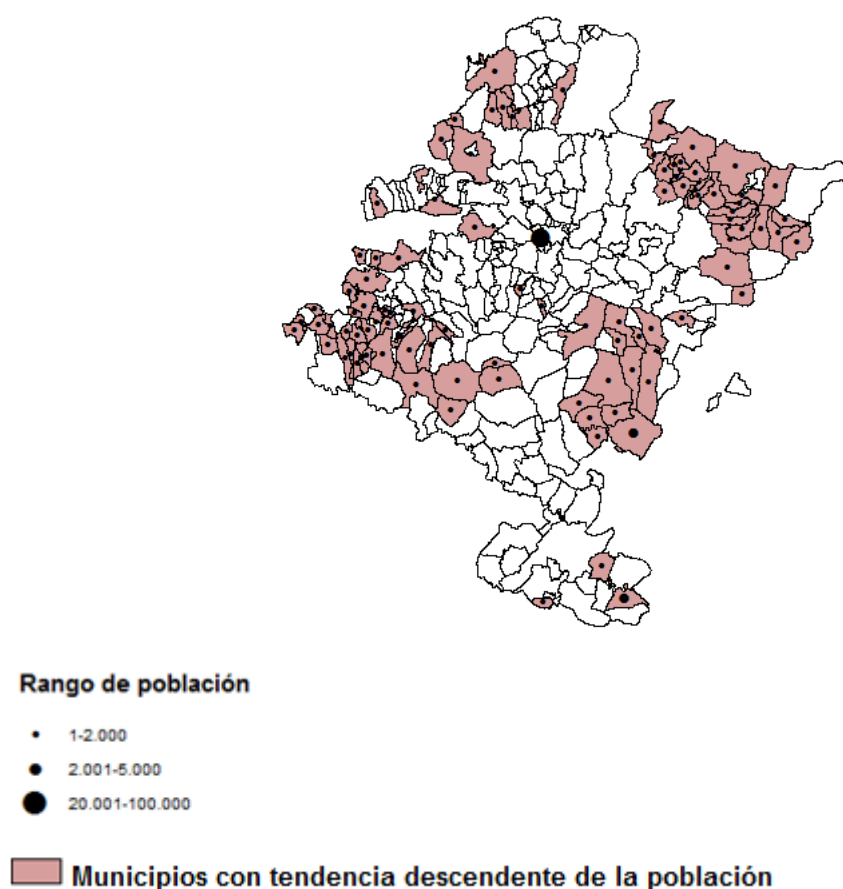 Rango de población
1-2.000
2.001-5.000
20.001-100.000
Municipios con tendencia descendente de la población